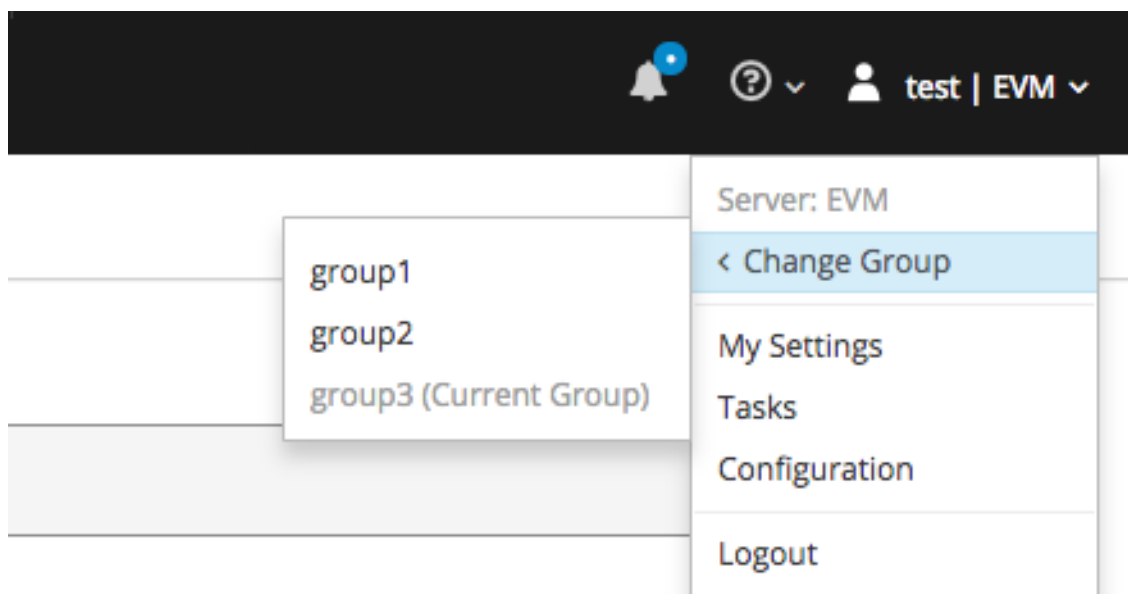 test | EVM
Server: EVM
< Change Group
group1
group2
group3 (Current Group)
My Settings
Tasks
Configuration
Logout